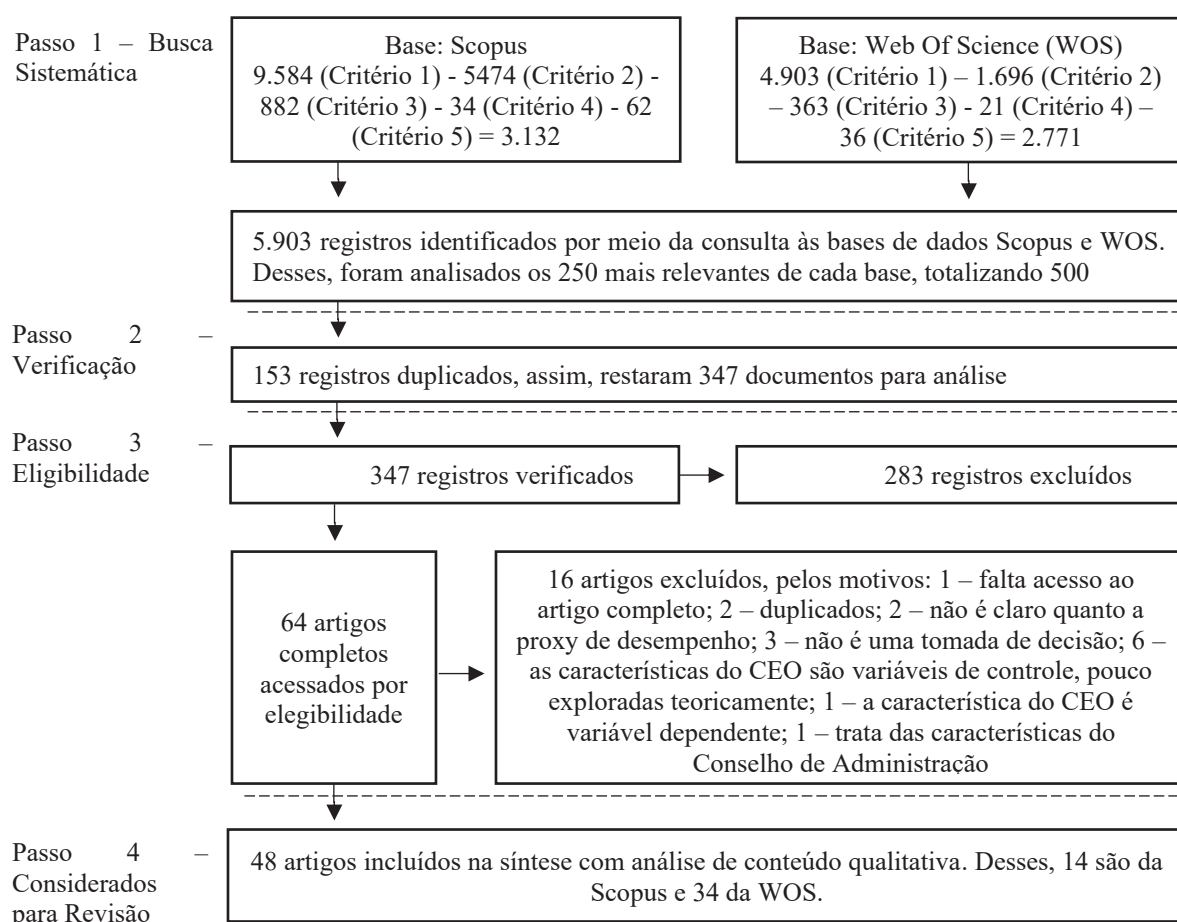 Passo 1 – Busca
Sistemática
Base: Scopus
9.584 (Critério 1) - 5474 (Critério 2) -
882 (Critério 3) - 34 (Critério 4) - 62
(Critério 5) = 3.132
Base: Web Of Science (WOS)
4.903 (Critério 1) – 1.696 (Critério 2)
– 363 (Critério 3) - 21 (Critério 4) –
36 (Critério 5) = 2.771
5.903 registros identificados por meio da consulta às bases de dados Scopus e WOS.
Desses, foram analisados os 250 mais relevantes de cada base, totalizando 500
Passo 2 –
Verificação
153 registros duplicados, assim, restaram 347 documentos para análise
Passo 3 –
Eligibilidade
347 registros verificados
283 registros excluídos
64 artigos
completos
acessados por
elegibilidade
16 artigos excluídos, pelos motivos: 1 – falta acesso ao
artigo completo; 2 – duplicados; 2 – não é claro quanto a
proxy de desempenho; 3 – não é uma tomada de decisão; 6 –
as características do CEO são variáveis de controle, pouco
exploradas teoricamente; 1 – a característica do CEO é
variável dependente; 1 – trata das características do
Conselho de Administração
Passo 4 –
Considerados
para Revisão
48 artigos incluídos na síntese com análise de conteúdo qualitativa. Desses, 14 são da
Scopus e 34 da WOS.